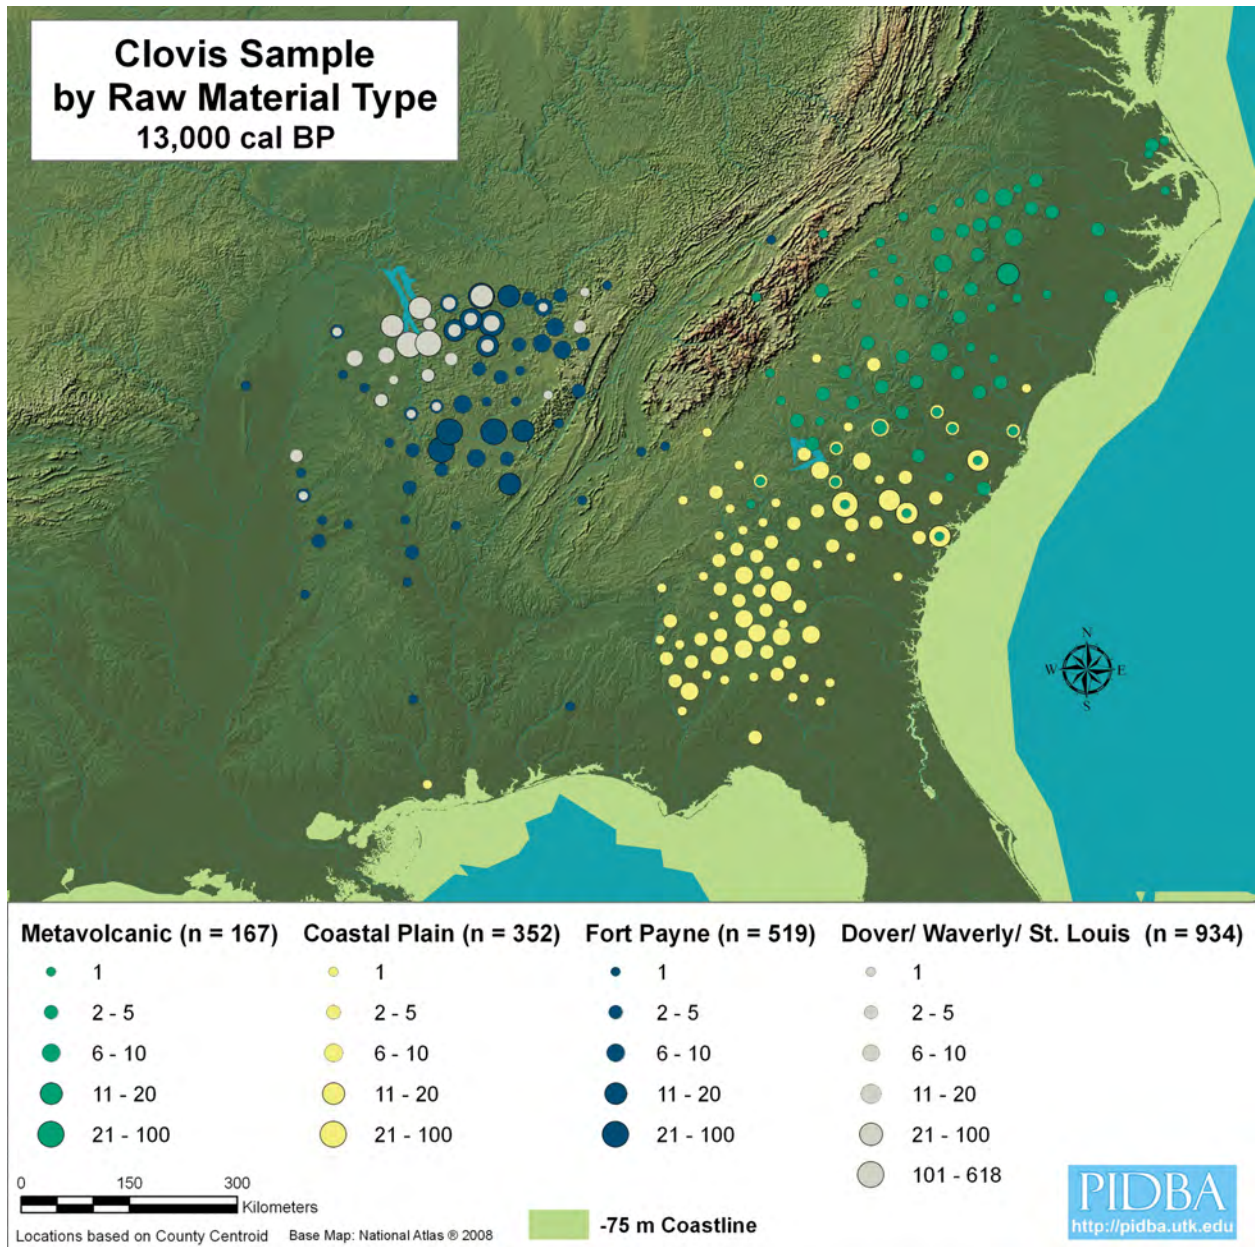 Clovis Sample
by Raw Material Type
13,000 cal BP
N
W E
S
Metavolcanic (n = 167) Coastal Plain (n = 352) Fort Payne (n = 519) Dover/ Waverly/ St. Louis (n = 934)
1 1 1 1
2 - 5 2 - 5 2 - 5 2 - 5
6 - 10 6 - 10 6 - 10 6 - 10
11 - 20 11 - 20 11 - 20 11 - 20
21 - 100 21 - 100 21 - 100 21 - 100
101 - 618
0 150 300
Kilometers
Locations based on County Centroid Base Map: National Atlas ® 2008
-75 m Coastline
PIDBA
http://pidba.utk.edu